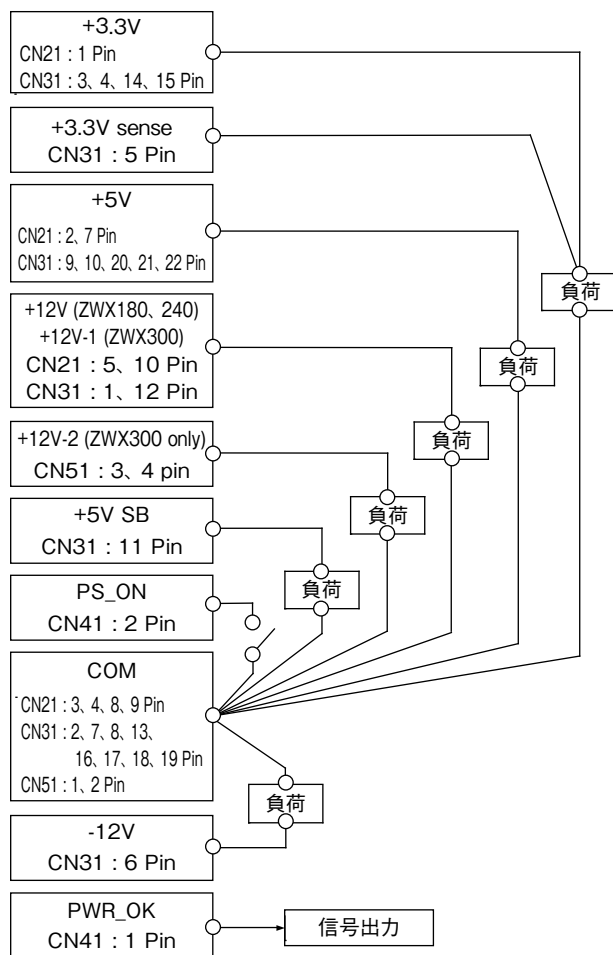 +3.3V
CN21 : 1 Pin
CN31 : 3、4、14、15 Pin
+3.3V sense
CN31 : 5 Pin
+5V
CN21 : 2、7 Pin
CN31 : 9、10、20、21、22 Pin
負荷
+12V (ZWX180、240)
+12V-1 (ZWX300)
CN21 : 5、10 Pin
CN31 : 1、12 Pin
負荷
負荷
+12V-2 (ZWX300 only)
CN51 : 3、4 pin
負荷
+5V SB
CN31 : 11 Pin
負荷
PS_ON
CN41 : 2 Pin
COM
CN21 : 3、4、8、9 Pin
CN31 : 2、7、8、13、
16、17、18、19 Pin
CN51 : 1、2 Pin
負荷
-12V
CN31 : 6 Pin
PWR_OK
CN41 : 1 Pin
信号出力